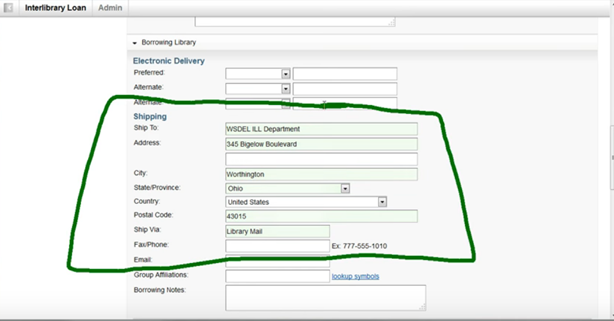 Interlibrary Loan Admin
Borrowing Library
Electronic Delivery
Preferred:
Alternate:
Alternate
Shipping
Ship To: WSDEL ILL Department
Address: 345 Bigelow Boulevard
City: Worthington
State/Province: Ohio
Country: United States
Postal Code: 43015
Ship Via: Library Mail
Fax/Phone: Ex: 777-555-1010
Email:
Group Affiliations: lookup symbols
Borrowing Notes: